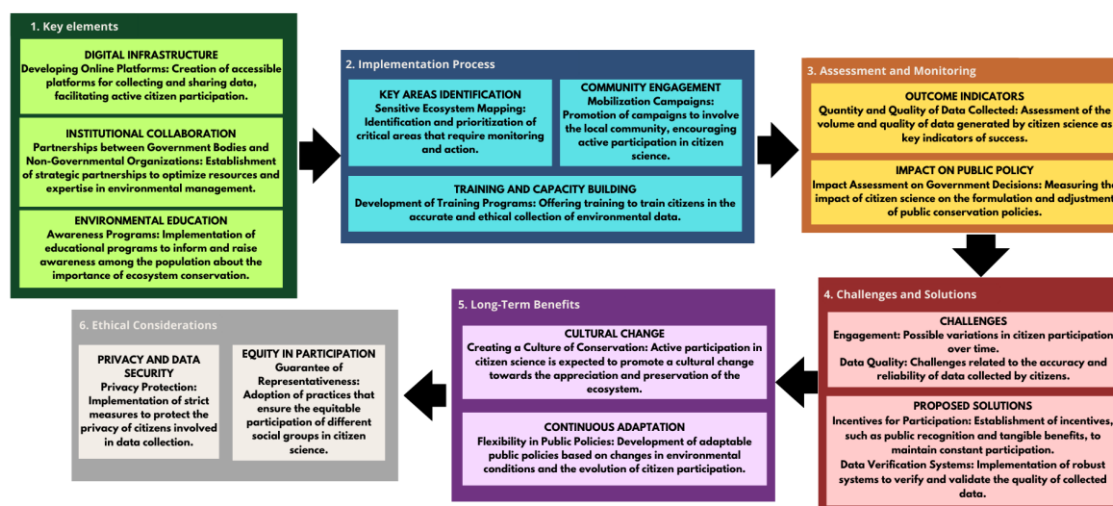 1. Key elements
DIGITAL INFRASTRUCTURE
Developing Online Platforms: Creation of accessible
platforms for collecting and sharing data,
facilitating active citizen participation.
INSTITUTIONAL COLLABORATION
Partnerships between Government Bodies and
Non-Governmental Organizations: Establishment
of strategic partnerships to optimize resources and
expertise in environmental management.
ENVIRONMENTAL EDUCATION
Awareness Programs: Implementation of
educational programs to inform and raise
awareness among the population about the
importance of ecosystem conservation.
2. Implementation Process
KEY AREAS IDENTIFICATION
Sensitive Ecosystem Mapping:
Identification and prioritization of
critical areas that require monitoring
and action.
COMMUNITY ENGAGEMENT
Mobilization Campaigns:
Promotion of campaigns to involve
the local community, encouraging
active participation in citizen
science.
TRAINING AND CAPACITY BUILDING
Development of Training Programs: Offering training to train citizens in the
accurate and ethical collection of environmental data.
3. Assessment and Monitoring
OUTCOME INDICATORS
Quantity and Quality of Data Collected: Assessment of the
volume and quality of data generated by citizen science as
key indicators of success.
IMPACT ON PUBLIC POLICY
Impact Assessment on Government Decisions: Measuring the
impact of citizen science on the formulation and adjustment
of public conservation policies.
4. Challenges and Solutions
CHALLENGES
Engagement: Possible variations in citizen participation
over time.
Data Quality: Challenges related to the accuracy and
reliability of data collected by citizens.
PROPOSED SOLUTIONS
Incentives for Participation: Establishment of incentives,
such as public recognition and tangible benefits, to
maintain constant participation.
Data Verification Systems: Implementation of robust
systems to verify and validate the quality of collected
data.
5. Long-Term Benefits
CULTURAL CHANGE
Creating a Culture of Conservation: Active participation in
citizen science is expected to promote a cultural change
towards the appreciation and preservation of the
ecosystem.
CONTINUOUS ADAPTATION
Flexibility in Public Policies: Development of adaptable
public policies based on changes in environmental
conditions and the evolution of citizen participation.
6. Ethical Considerations
PRIVACY AND DATA
SECURITY
Privacy Protection:
Implementation of strict
measures to protect the
privacy of citizens involved
in data collection.
EQUITY IN PARTICIPATION
Guarantee of
Representativeness:
Adoption of practices that
ensure the equitable
participation of different
social groups in citizen
science.